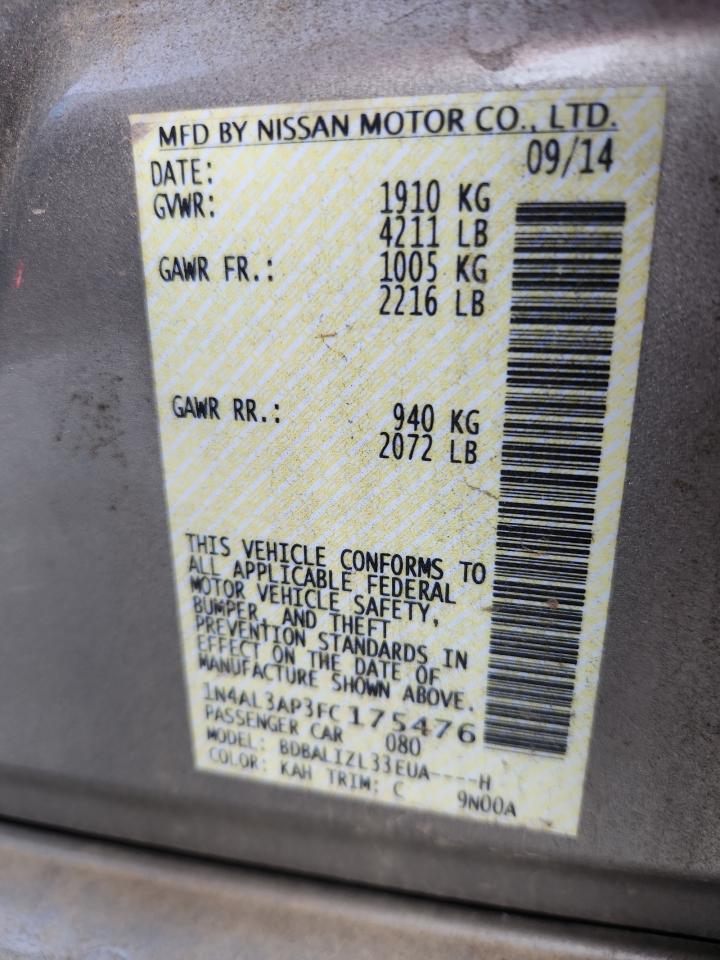 MFD BY NISSAN MOTOR CO., LTD.
DATE: 09/14
GVWR: 1910 KG
4211 LB
GAWR FR.: 1005 KG
2216 LB
GAWR RR.: 940 KG
2072 LB
THIS VEHICLE CONFORMS TO
ALL APPLICABLE FEDERAL
MOTOR VEHICLE SAFETY,
BUMPER, AND THEFT
PREVENTION STANDARDS IN
EFFECT ON THE DATE OF
MANUFACTURE SHOWN ABOVE.
1N4AL3AP3FC175476
PASSENGER CAR 080
MODEL: BDBALIZL33EUA----H
COLOR: KAH TRIM: C 9N00A